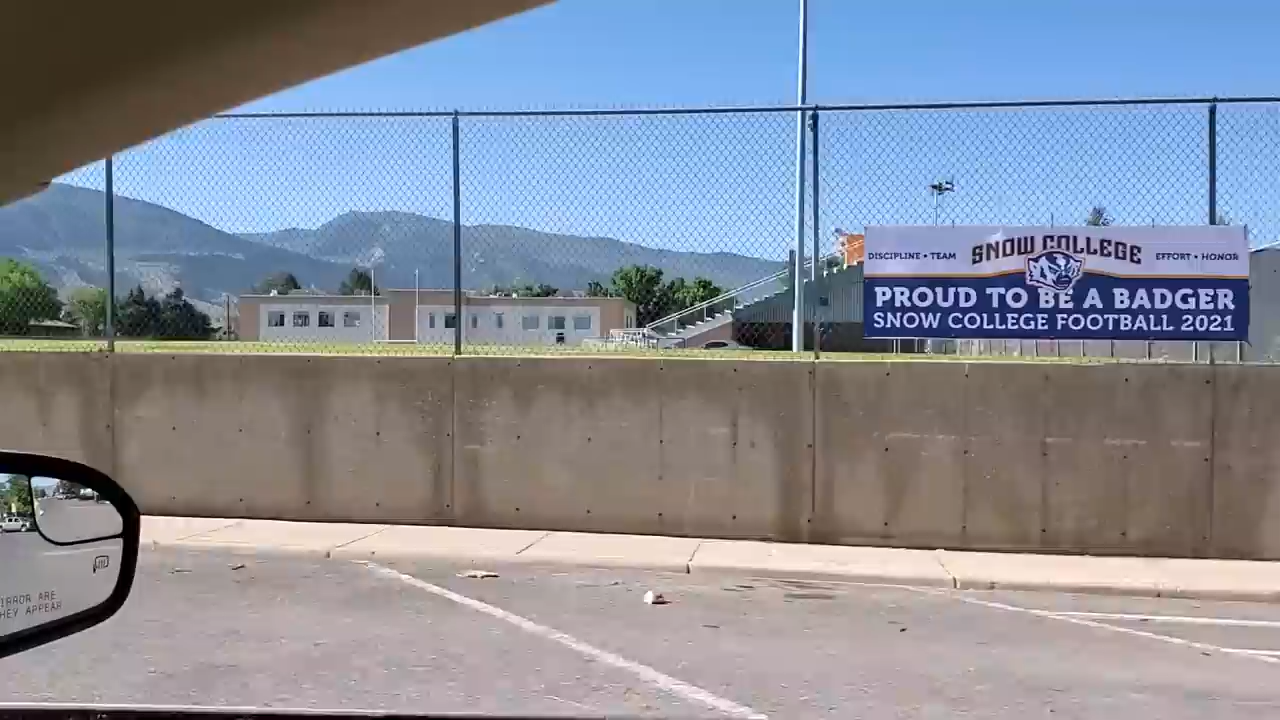 DISCIPLINE • TEAM SNOW COLLEGE EFFORT • HONOR
PROUD TO BE A BADGER
SNOW COLLEGE FOOTBALL 2021
IRROR ARE
HEY APPEAR